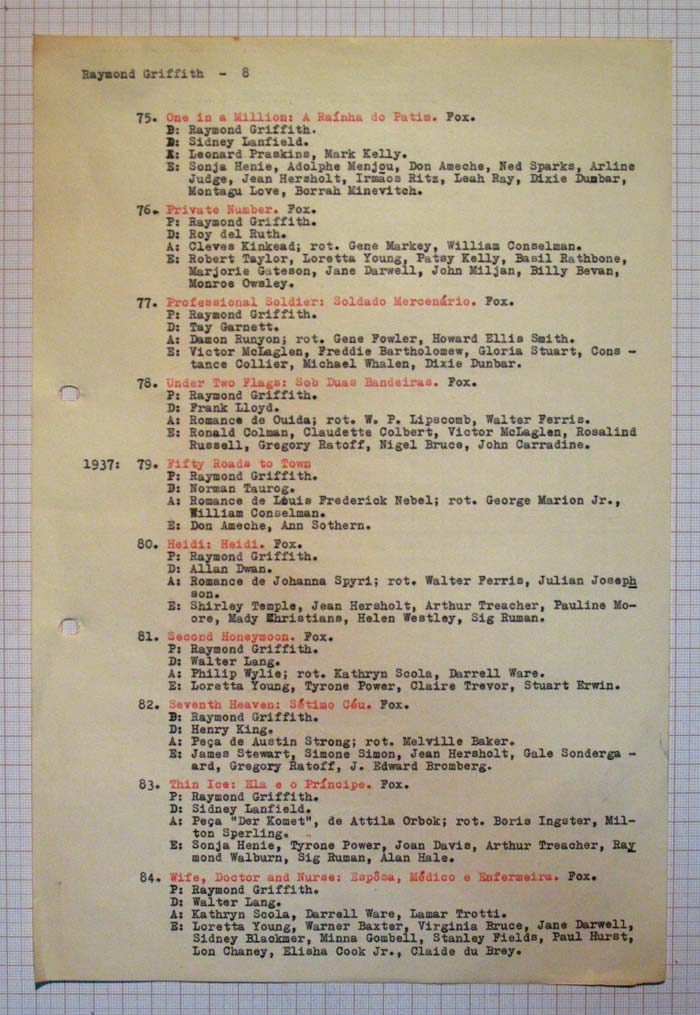 Raymond Griffith - 8
75. One in a Million: A Raínha do Patim. Fox.
B: Raymond Griffith.
D: Sidney Lanfield.
A: Leonard Praskins, Mark Kelly.
E: Sonja Henie, Adolphe Menjou, Don Ameche, Ned Sparks, Arline
Judge, Jean Hersholt, Irmãos Ritz, Leah Ray, Dixie Dumbar,
Montagu Love, Borrah Minevitch.
76. Private Number. Fox.
P: Raymond Griffith.
D: Roy del Ruth.
A: Cleves Kinkead; rot. Gene Markey, William Conselman.
E: Robert Taylor, Loretta Young, Patsy Kelly, Basil Rathbone,
Marjorie Gateson, Jane Darwell, John Miljan, Billy Bevan,
Monroe Owsley.
77. Professional Soldier: Soldado Mercenário. Fox.
P: Raymond Griffith.
D: Tay Garnett.
A: Damon Runyon; rot. Gene Fowler, Howard Ellis Smith.
E: Victor McLaglen, Freddie Bartholomew, Gloria Stuart, Cons -
tance Collier, Michael Whalen, Dixie Dunbar.
78. Under Two Flags: Sob Duas Bandeiras. Fox.
P: Raymond Griffith.
D: Frank Lloyd.
A: Romance de Ouida; rot. W. P. Lipscomb, Walter Ferris.
E: Ronald Colman, Claudette Colbert, Victor McLaglen, Rosalind
Russell, Gregory Ratoff, Nigel Bruce, John Carradine.
1937: 79. Fifty Roads to Town
P: Raymond Griffith.
D: Norman Taurog.
A: Romance de Louis Frederick Nebel; rot. George Marion Jr.,
William Conselman.
E: Don Ameche, Ann Sothern.
80. Heidi: Heidi. Fox.
P: Raymond Griffith.
D: Allan Dwan.
A: Romance de Johanna Spyri; rot. Walter Ferris, Julian Joseph
son.
E: Shirley Temple, Jean Hersholt, Arthur Treacher, Pauline Mo-
ore, Mady Christians, Helen Westley, Sig Ruman.
81. Second Honeymoon. Fox.
P: Raymond Griffith.
D: Walter Lang.
A: Philip Wylie; rot. Kathryn Scola, Darrell Ware.
E: Loretta Young, Tyrone Power, Claire Trevor, Stuart Erwin.
82. Seventh Heaven: Sétimo Céu. Fox.
B: Raymond Griffith.
D: Henry King.
A: Peça de Austin Strong; rot. Melville Baker.
E: James Stewart, Simone Simon, Jean Hersholt, Gale Sonderga -
ard, Gregory Ratoff, J. Edward Bromberg.
83. Thin Ice: Ela e o Príncipe. Fox.
P: Raymond Griffith.
D: Sidney Lanfield.
A: Peça "Der Komet", de Attila Orbok; rot. Boris Ingster, Mil-
ton Sperling.
E: Sonja Henie, Tyrone Power, Joan Davis, Arthur Treacher, Ray
mond Walburn, Sig Ruman, Alan Hale.
84. Wife, Doctor and Nurse: Espôsa, Médico e Enfermeira. Fox.
P: Raymond Griffith.
D: Walter Lang.
A: Kathryn Scola, Darrell Ware, Lamar Trotti.
E: Loretta Young, Warner Baxter, Virginia Bruce, Jane Darwell,
Sidney Blackmer, Minna Gombell, Stanley Fields, Paul Hurst,
Lon Chaney, Elisha Cook Jr., Claide du Brey.